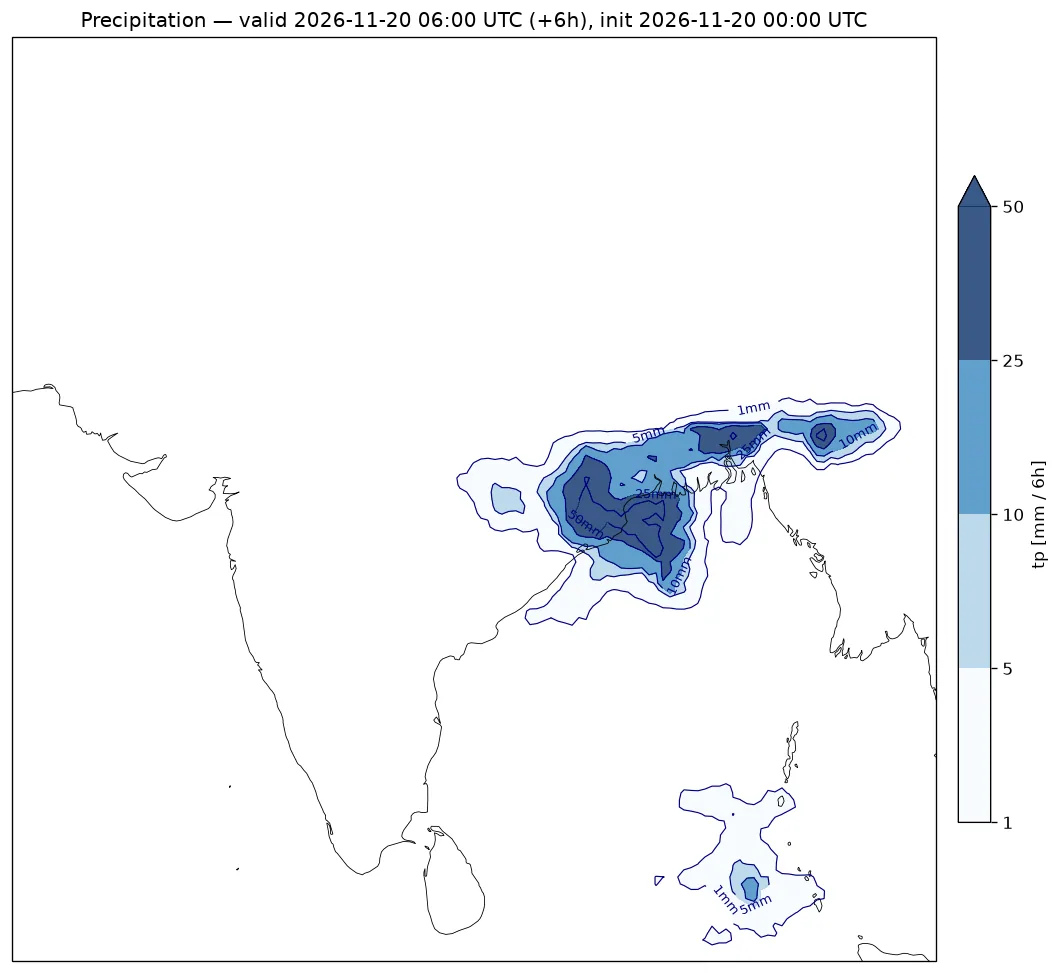 Precipitation — valid 2026-11-20 06:00 UTC (+6h), init 2026-11-20 00:00 UTC
50
25
10
5
1
tp [mm / 6h]
1mm
5mm
25mm
10mm
25mm
50mm
10mm
1mm
5mm